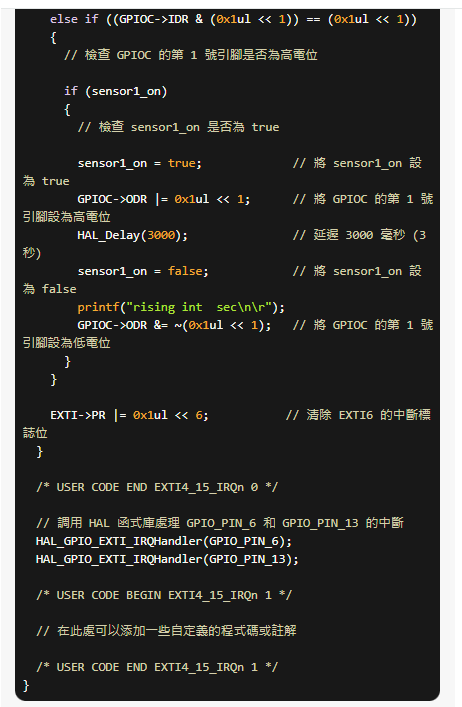 else if ((GPIOC->IDR & (0x1ul << 1)) == (0x1ul << 1))
{
// 檢查 GPIOC 的第 1 號引腳是否為高電位
if (sensor1_on)
{
// 檢查 sensor1_on 是否為 true
sensor1_on = true; // 將 sensor1_on 設
為 true
GPIOC->ODR |= 0x1ul << 1; // 將 GPIOC 的第 1 號
引腳設為高電位
HAL_Delay(3000); // 延遲 3000 毫秒 (3
秒)
sensor1_on = false; // 將 sensor1_on 設
為 false
printf("rising int  sec\n\r");
GPIOC->ODR &= ~(0x1ul << 1); // 將 GPIOC 的第 1 號
引腳設為低電位
}
}
EXTI->PR |= 0x1ul << 6; // 清除 EXTI6 的中斷標
誌位
}
/* USER CODE END EXTI4_15_IRQn 0 */
// 調用 HAL 函式庫處理 GPIO_PIN_6 和 GPIO_PIN_13 的中斷
HAL_GPIO_EXTI_IRQHandler(GPIO_PIN_6);
HAL_GPIO_EXTI_IRQHandler(GPIO_PIN_13);
/* USER CODE BEGIN EXTI4_15_IRQn 1 */
// 在此處可以添加一些自定義的程式碼或註解
/* USER CODE END EXTI4_15_IRQn 1 */
}